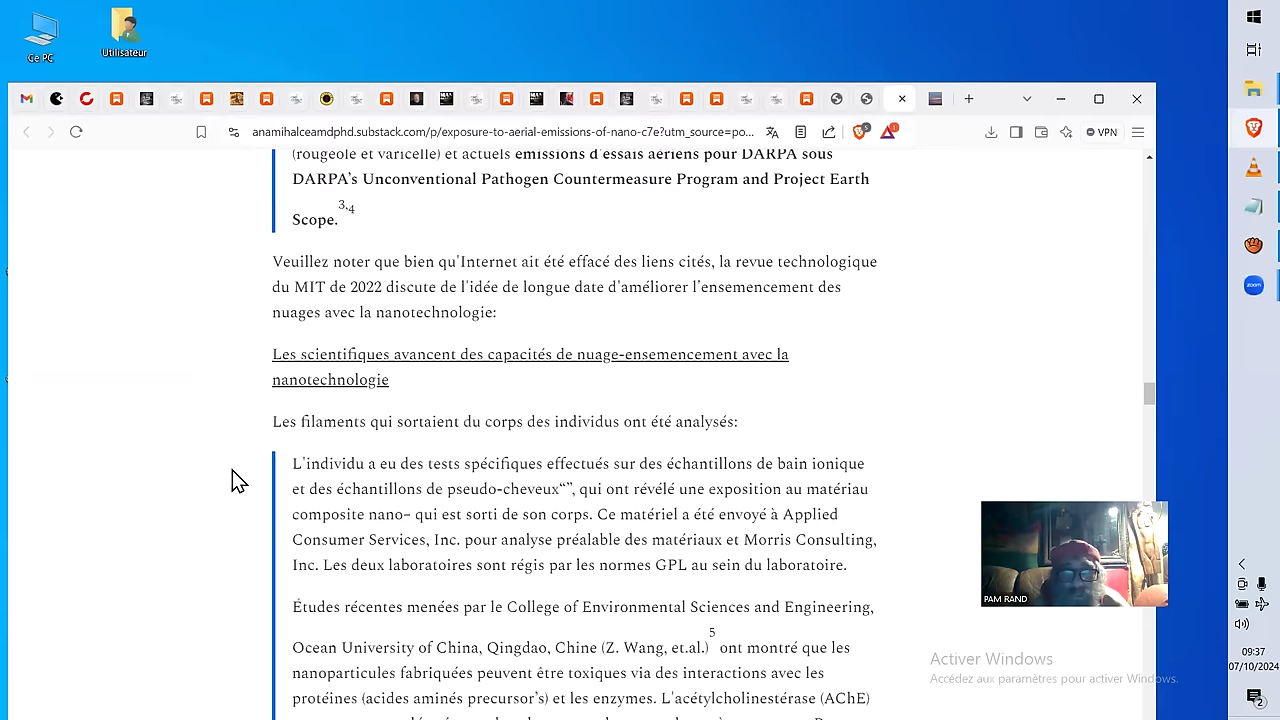 Ce PC
Utilisateur
anamihalceamdphd.substack.com/p/exposure-to-aerial-emissions-of-nano-c7e?utm_source=po...
VPN
(rougeole et varicelle) et actuels emissions d'essais aériens pour DARPA sous
DARPA's Unconventional Pathogen Countermeasure Program and Project Earth
Scope.3,4
Veuillez noter que bien qu'Internet ait été effacé des liens cités, la revue technologique
du MIT de 2022 discute de l'idée de longue date d'améliorer l'ensemencement des
nuages avec la nanotechnologie:
Les scientifiques avancent des capacités de nuage-ensemencement avec la
nanotechnologie
Les filaments qui sortaient du corps des individus ont été analysés:
L'individu a eu des tests spécifiques effectués sur des échantillons de bain ionique
et des échantillons de pseudo-cheveux“”, qui ont révélé une exposition au matériau
composite nano– qui est sorti de son corps. Ce matériel a été envoyé à Applied
Consumer Services, Inc. pour analyse préalable des matériaux et Morris Consulting,
Inc. Les deux laboratoires sont régis par les normes GPL au sein du laboratoire.
Études récentes menées par le College of Environmental Sciences and Engineering,
Ocean University of China, Qingdao, Chine (Z. Wang, et.al.)5 ont montré que les
nanoparticules fabriquées peuvent être toxiques via des interactions avec les
protéines (acides aminés precursor's) et les enzymes. L'acétylcholinestérase (AChE)
PAM RAND
Activer Windows
Accédez aux paramètres pour activer Windows.
zoom
09:37
07/10/2024
2